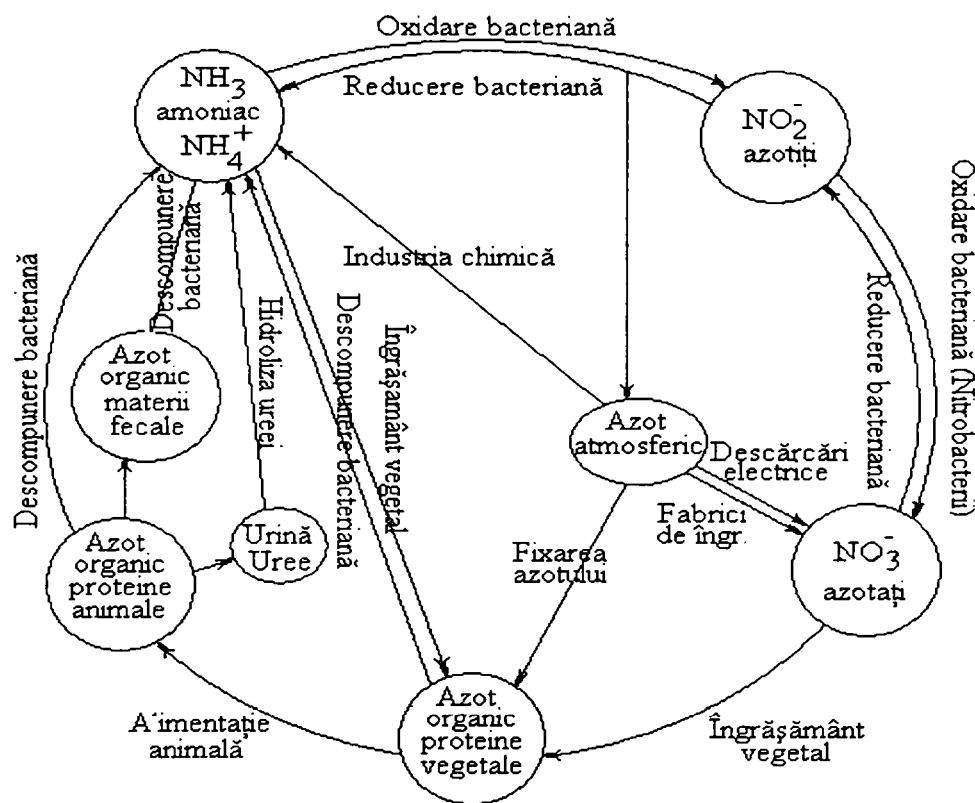 Oxidare bacteriană
Reducere bacteriană
NH₃
amoniac
NH₄⁺
NO₂⁻
azotiți
Oxidare bacteriană (Nitrobacterii)
Reducere bacteriană
Industria chimică
Descompunere
bacteriană
Descompunere bacteriană
Hidroliza ureei
Descompunere bacteriană
Îngrășamânt vegetal
Azot
organic
materii
fecale
Azot
atmosferic
Descărcări
electrice
Fabrici
de îngr.
Fixarea
azotului
NO₃⁻
azotați
Urină
Uree
Azot
organic
proteine
animale
Azot
organic
proteine
vegetale
A imentație
animală
Îngrășământ
vegetal